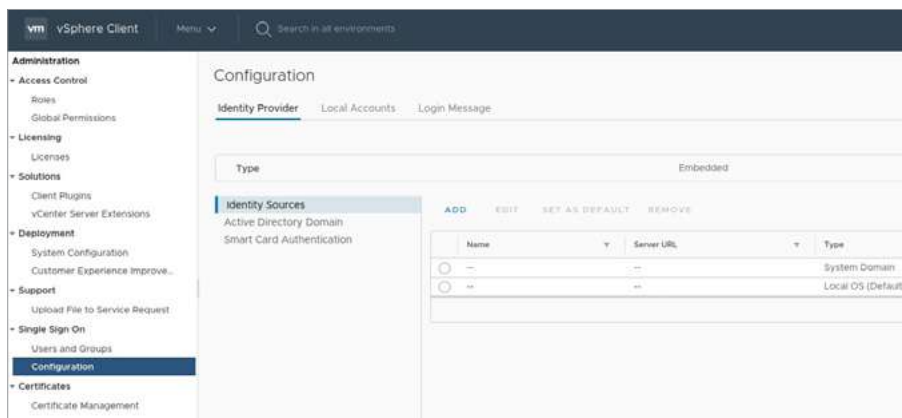 vm vSphere Client Menu Search in all environments
Administration
Access Control
Roles
Global Permissions
Licensing
Licenses
Solutions
Client Plugins
vCenter Server Extensions
Deployment
System Configuration
Customer Experience Improve...
Support
Upload File to Service Request
Single Sign On
Users and Groups
Configuration
Certificates
Certificate Management
Configuration
Identity Provider Local Accounts Login Message
Type Embedded
Identity Sources
Active Directory Domain
Smart Card Authentication
ADD EDIT SET AS DEFAULT REMOVE
Name Server URL Type
-- -- System Domain
-- -- Local OS (Default